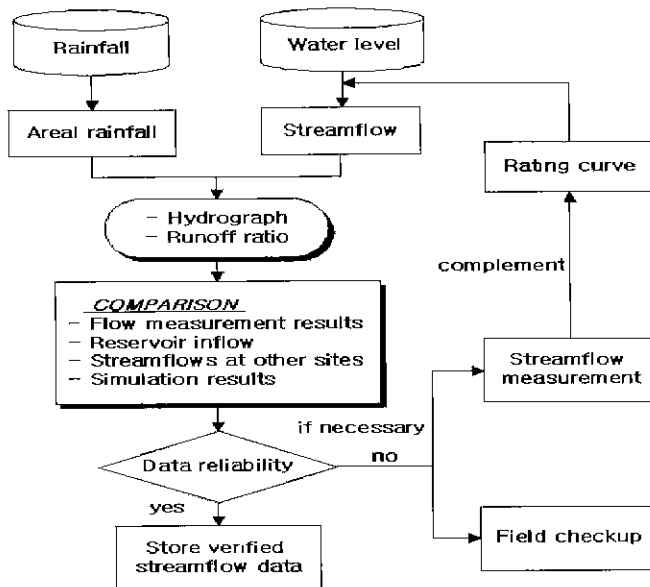 Rainfall
Water level
Areal rainfall
Streamflow
Rating curve
- Hydrograph
- Runoff ratio
complement
COMPARISON
- Flow measurement results
- Reservoir inflow
- Streamflows at other sites
- Simulation results
Streamflow
measurement
if necessary
Data reliability
no
yes
Store verified
streamflow data
Field checkup